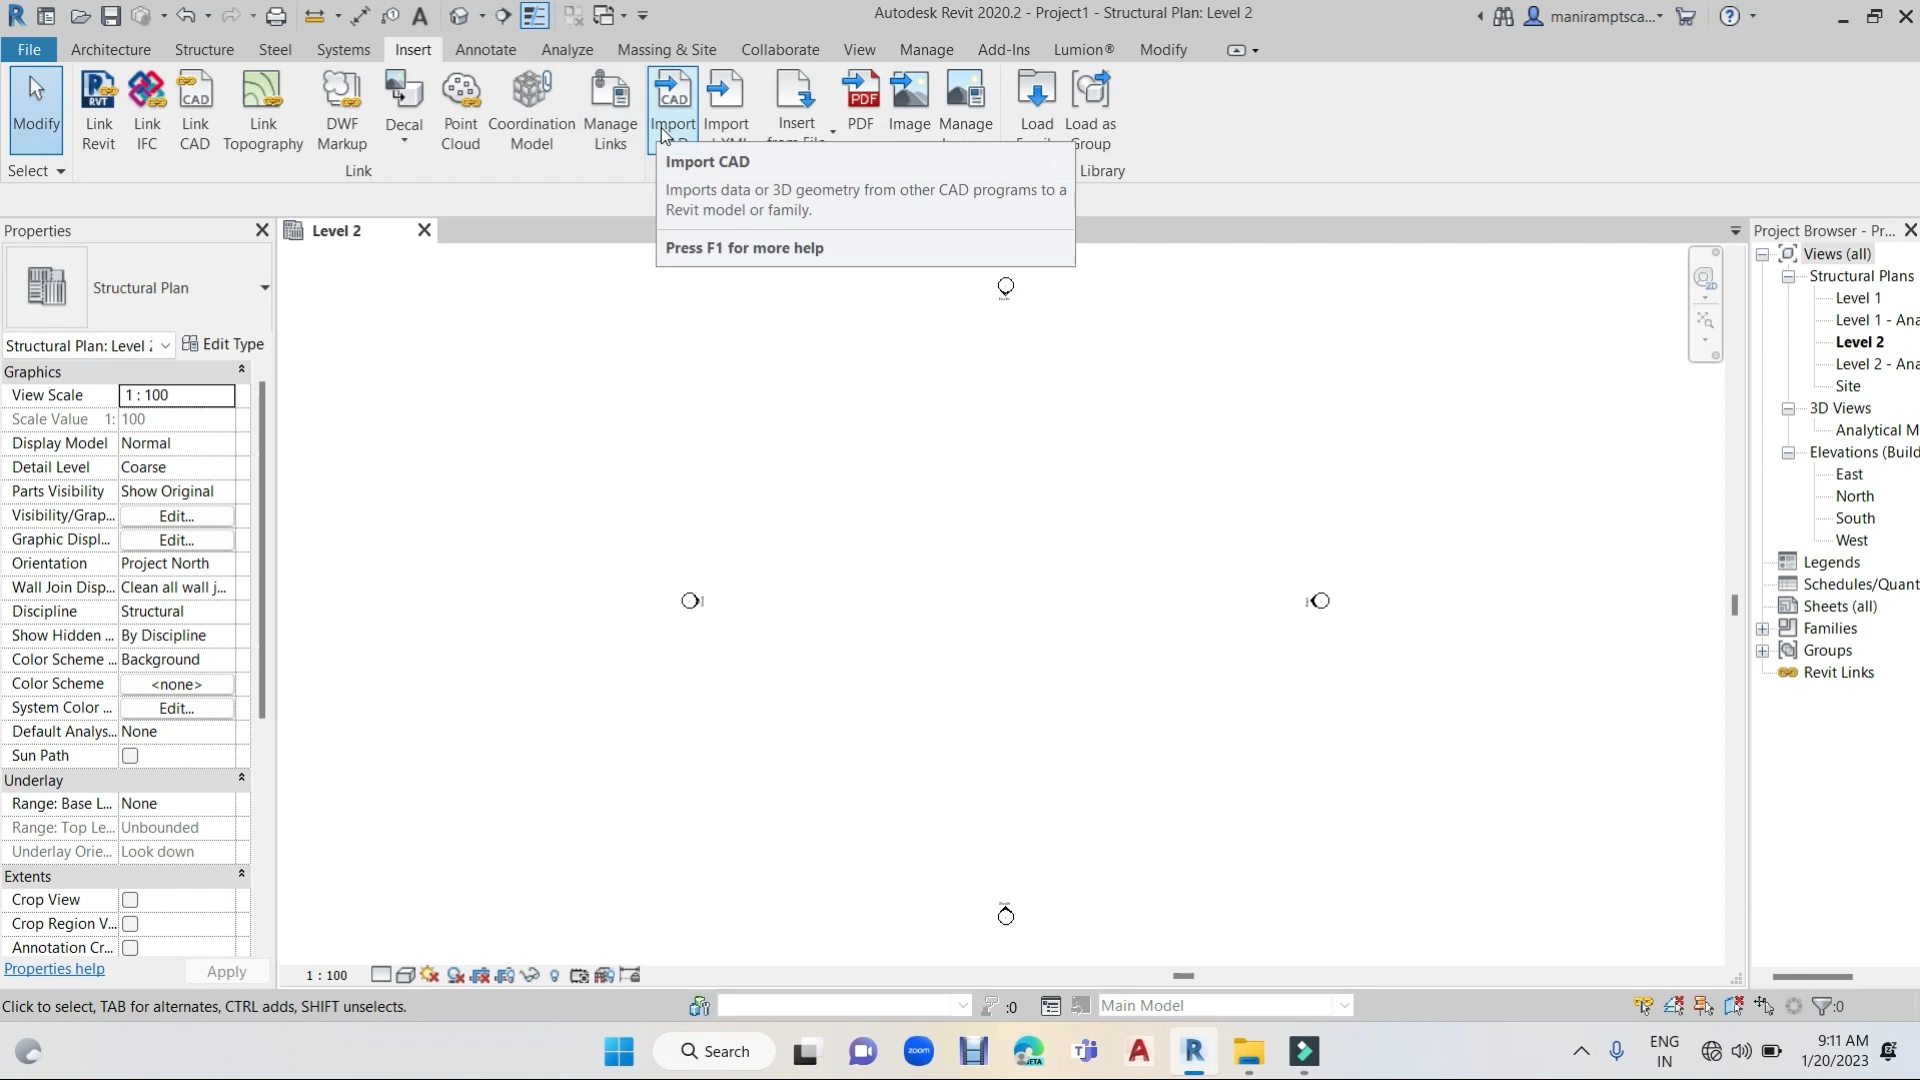 Autodesk Revit 2020.2 - Project1 - Structural Plan: Level 2
maniramptsca...
File Architecture Structure Steel Systems Insert Annotate Analyze Massing & Site Collaborate View Manage Add-Ins Lumion® Modify
Modify
Link Revit
Link IFC
Link CAD
Link Topography
DWF Markup
Decal
Point Cloud
Coordination Model
Manage Links
Import
Import
Insert
PDF
Image
Manage
Load
Load as
Group
Select
Link
Library
Import CAD
Imports data or 3D geometry from other CAD programs to a
Revit model or family.
Press F1 for more help
Properties
Level 2
Project Browser - Pr...
Structural Plan
Structural Plan: Level
Edit Type
Graphics
View Scale 1 : 100
Scale Value 1: 100
Display Model Normal
Detail Level Coarse
Parts Visibility Show Original
Visibility/Grap... Edit...
Graphic Displ... Edit...
Orientation Project North
Wall Join Disp... Clean all wall j...
Discipline Structural
Show Hidden ... By Discipline
Color Scheme ... Background
Color Scheme <none>
System Color ... Edit...
Default Analys... None
Sun Path
Underlay
Range: Base L... None
Range: Top Le... Unbounded
Underlay Orie... Look down
Extents
Crop View
Crop Region V...
Annotation Cr...
Properties help
Apply
Views (all)
Structural Plans
Level 1
Level 1 - Ana
Level 2
Level 2 - Ana
Site
3D Views
Analytical M
Elevations (Build
East
North
South
West
Legends
Schedules/Quant
Sheets (all)
Families
Groups
Revit Links
1 : 100
Click to select, TAB for alternates, CTRL adds, SHIFT unselects.
:0
Main Model
:0
Search
zoom
BETA
ENG
IN
9:11 AM
1/20/2023